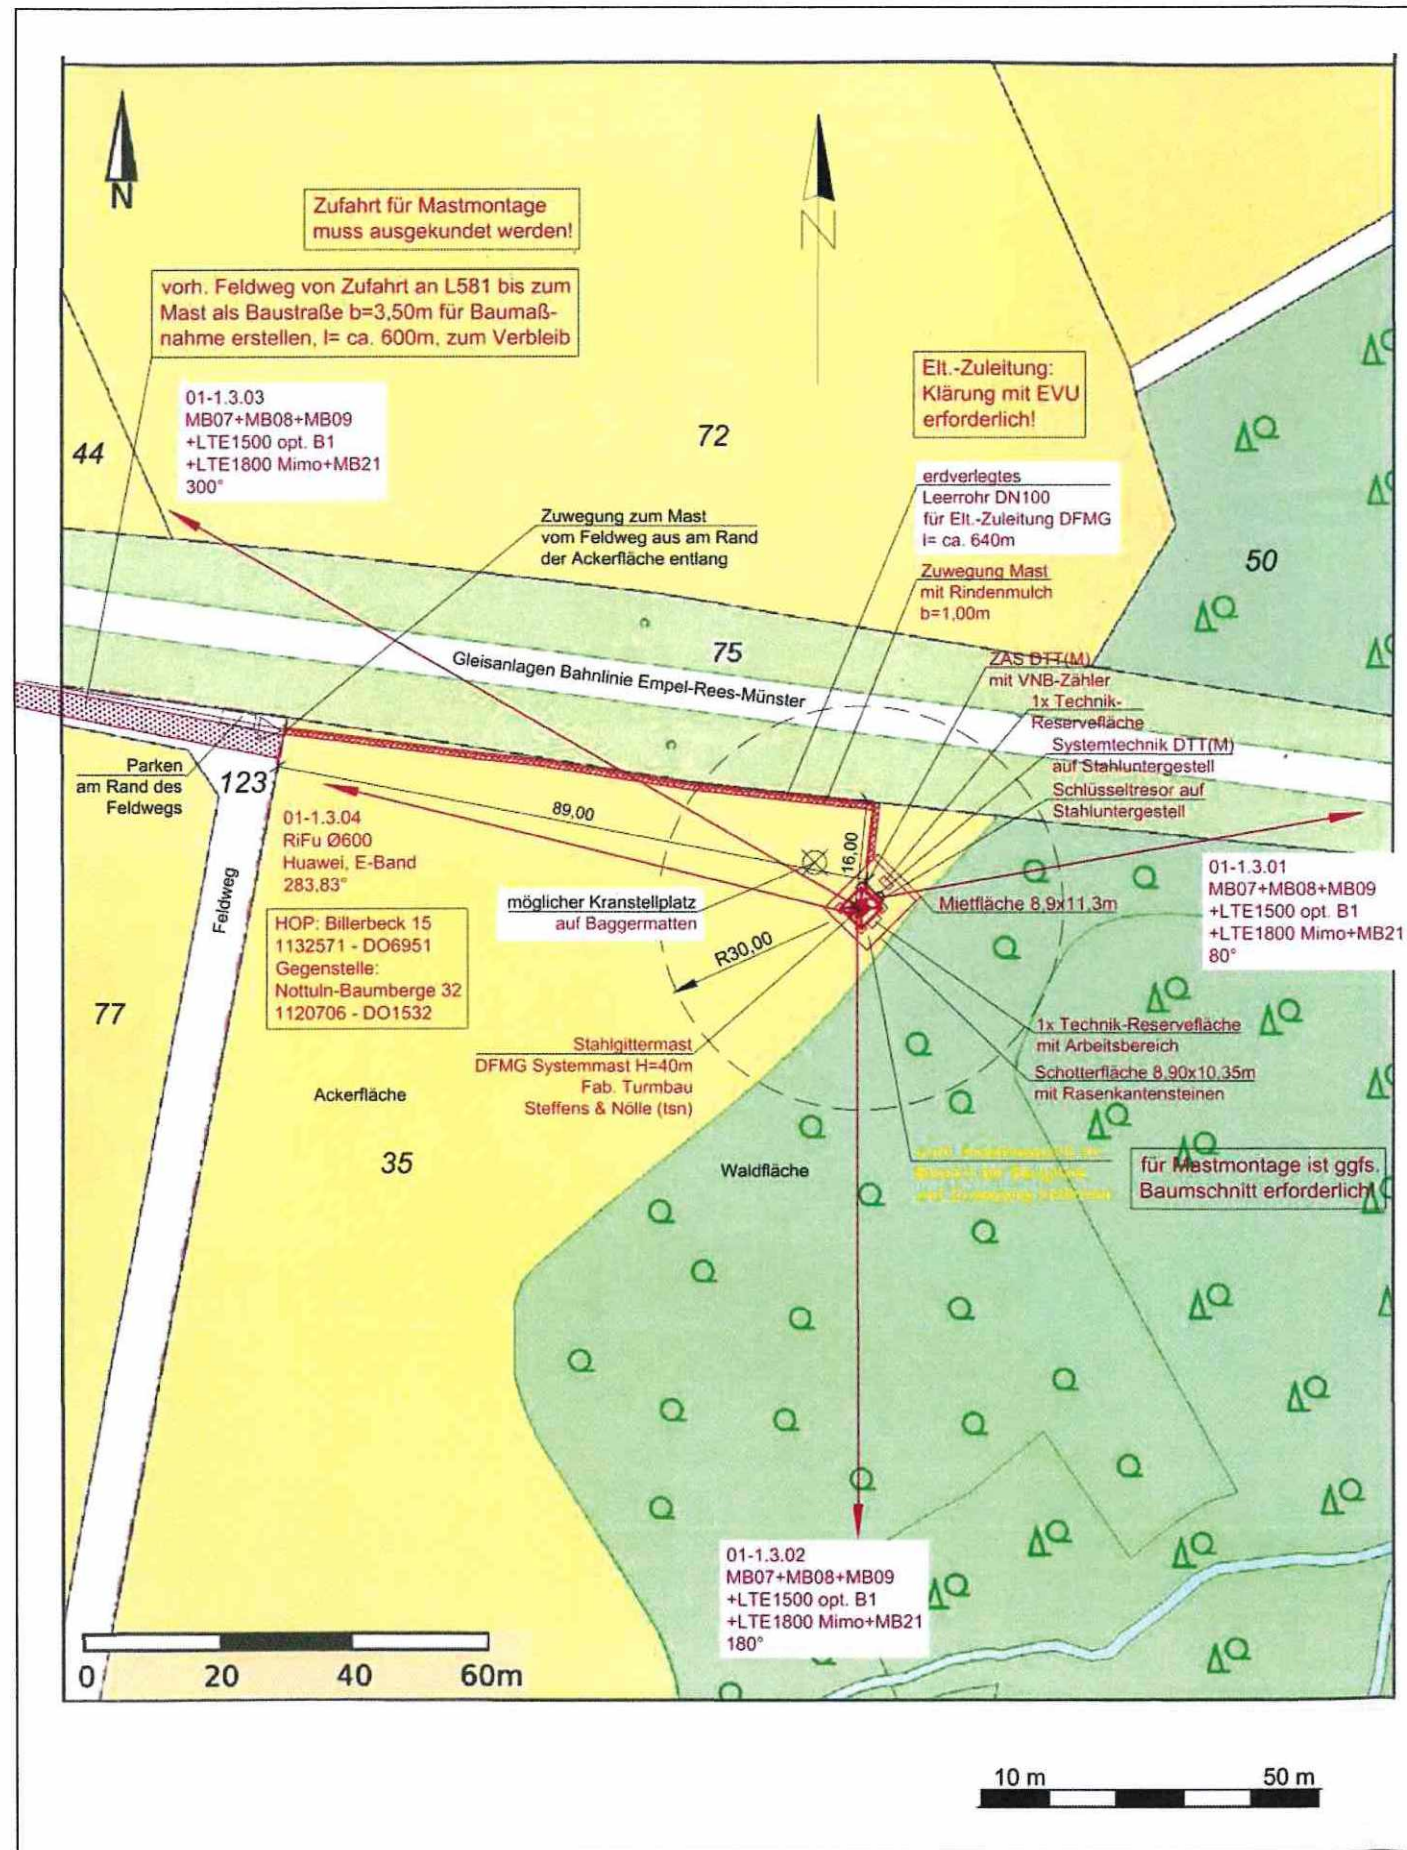 N
N
Zufahrt für Mastmontage
muss ausgekundet werden!
vorh. Feldweg von Zufahrt an L581 bis zum
Mast als Baustraße b=3,50m für Baumaß-
nahme erstellen, l= ca. 600m, zum Verbleib
01-1.3.03
MB07+MB08+MB09
+LTE1500 opt. B1
+LTE1800 Mimo+MB21
300°
44
72
Elt.-Zuleitung:
Klärung mit EVU
erforderlich!
erdverlegtes
Leerrohr DN100
für Elt.-Zuleitung DFMG
l= ca. 640m
Zuwegung zum Mast
vom Feldweg aus am Rand
der Ackerfläche entlang
Zuwegung Mast
mit Rindenmulch
b=1,00m
50
75
Gleisanlagen Bahnlinie Empel-Rees-Münster
ZAS DTT(M)
mit VNB-Zähler
1x Technik-
Reservefläche
Systemtechnik DTT(M)
auf Stahluntergestell
Schlüsseltresor auf
Stahluntergestell
Parken
am Rand des
Feldwegs
123
89,00
16,00
01-1.3.04
RiFu Ø600
Huawei, E-Band
283.83°
01-1.3.01
MB07+MB08+MB09
+LTE1500 opt. B1
+LTE1800 Mimo+MB21
80°
möglicher Kranstellplatz
auf Baggermatten
Mietfläche 8,9x11,3m
Feldweg
HOP: Billerbeck 15
1132571 - DO6951
Gegenstelle:
Nottuln-Baumberge 32
1120706 - DO1532
R30,00
77
Stahlgittermast
DFMG Systemmast H=40m
Fab. Turmbau
Steffens & Nölle (tsn)
1x Technik-Reservefläche
mit Arbeitsbereich
Schotterfläche 8,90x10,35m
mit Rasenkantensteinen
Ackerfläche
35
Waldfläche
für Mastmontage ist ggfs.
Baumschnitt erforderlich!
01-1.3.02
MB07+MB08+MB09
+LTE1500 opt. B1
+LTE1800 Mimo+MB21
180°
0 20 40 60m
10 m 50 m